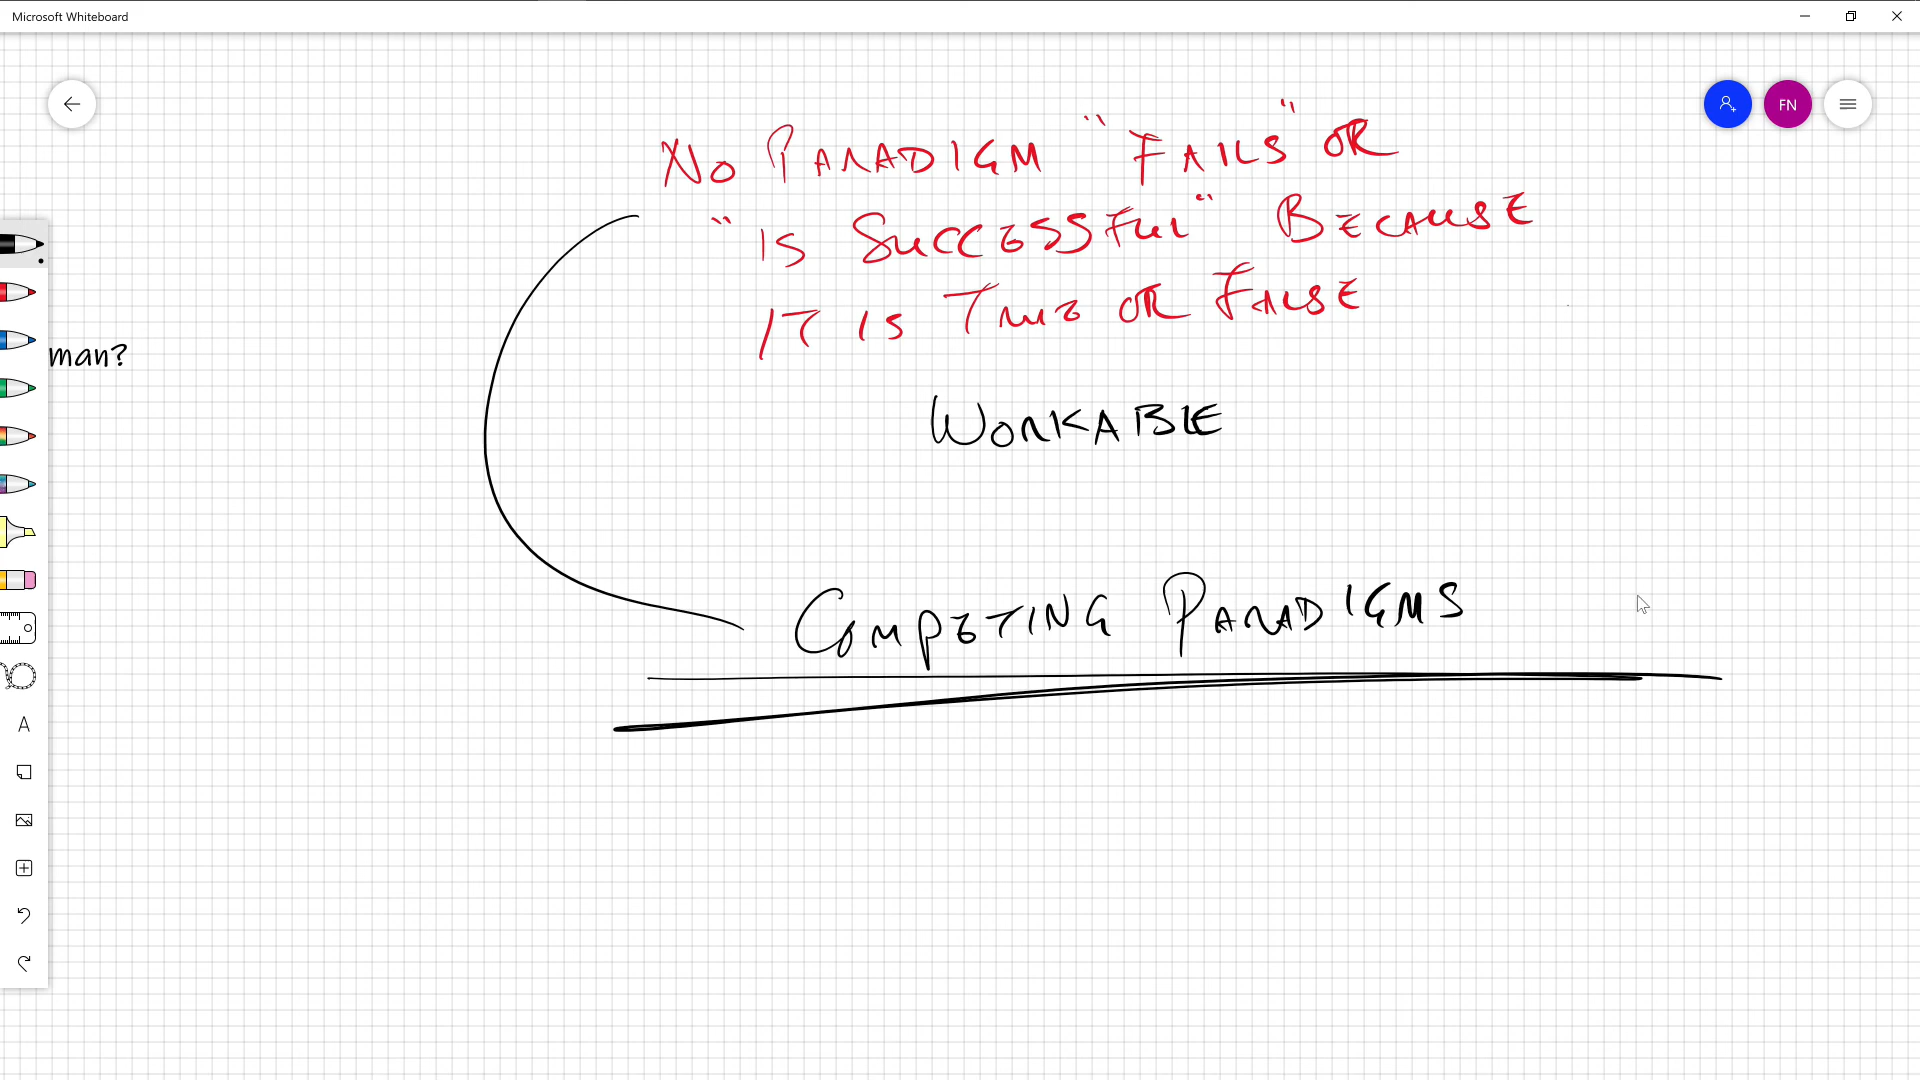 Microsoft Whiteboard
FN
No PARADIGM "FAILS" OR
"IS SUCCESSFUL" BECAUSE
IT IS TRUE OR FALSE
man?
WORKABLE
COMPETING PARADIGMS
A